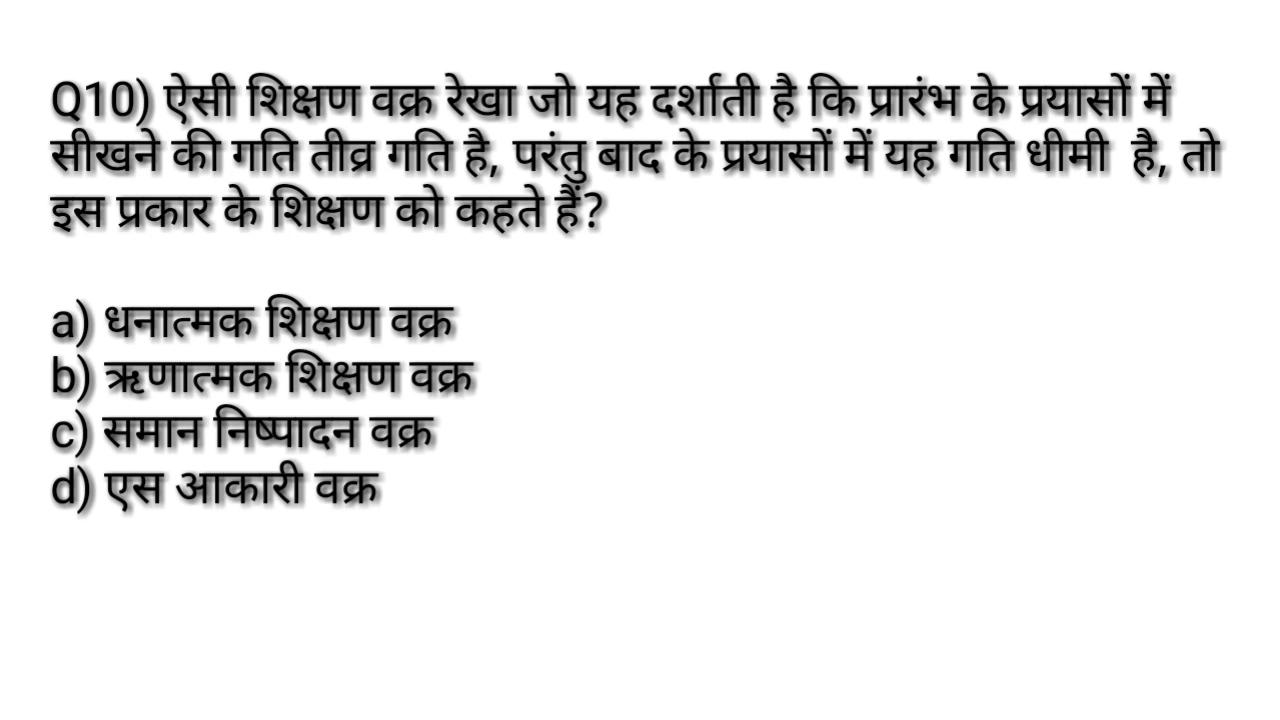 Q10) ऐसी शिक्षण वक्र रेखा जो यह दर्शाती है कि प्रारंभ के प्रयासों में
सीखने की गति तीव्र गति है, परंतु बाद के प्रयासों में यह गति धीमी है, तो
इस प्रकार के शिक्षण को कहते हैं?
a) धनात्मक शिक्षण वक्र
b) ऋणात्मक शिक्षण वक्र
c) समान निष्पादन वक्र
d) एस आकारी वक्र